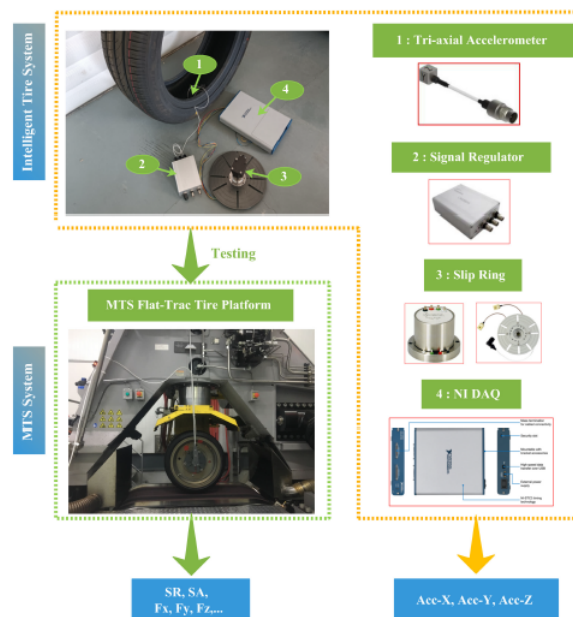 Intelligent Tire System
1
4
2
3
1 : Tri-axial Accelerometer
2 : Signal Regulator
3 : Slip Ring
4 : NI DAQ
Testing
MTS Flat-Trac Tire Platform
MTS System
SR, SA,
Fx, Fy, Fz,...
Acc-X, Acc-Y, Acc-Z